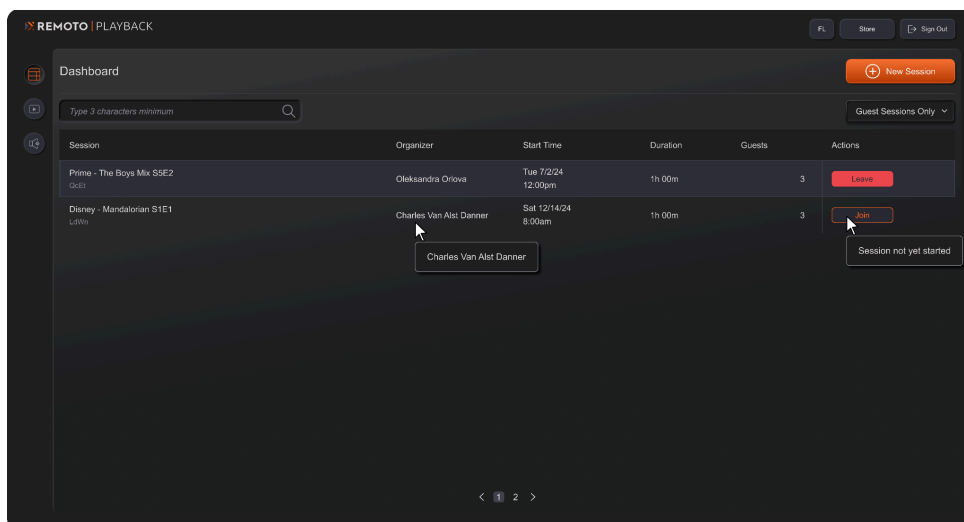 REMOTO | PLAYBACK
FL
Store
Sign Out
Dashboard
New Session
Type 3 characters minimum
Guest Sessions Only
Session
Organizer
Start Time
Duration
Guests
Actions
Prime - The Boys Mix S5E2
QcEt
Oleksandra Orlova
Tue 7/2/24
12:00pm
1h 00m
3
Leave
Disney - Mandalorian S1E1
LdWn
Charles Van Alst Danner
Sat 12/14/24
8:00am
1h 00m
3
Join
Charles Van Alst Danner
Session not yet started
< 1 2 >